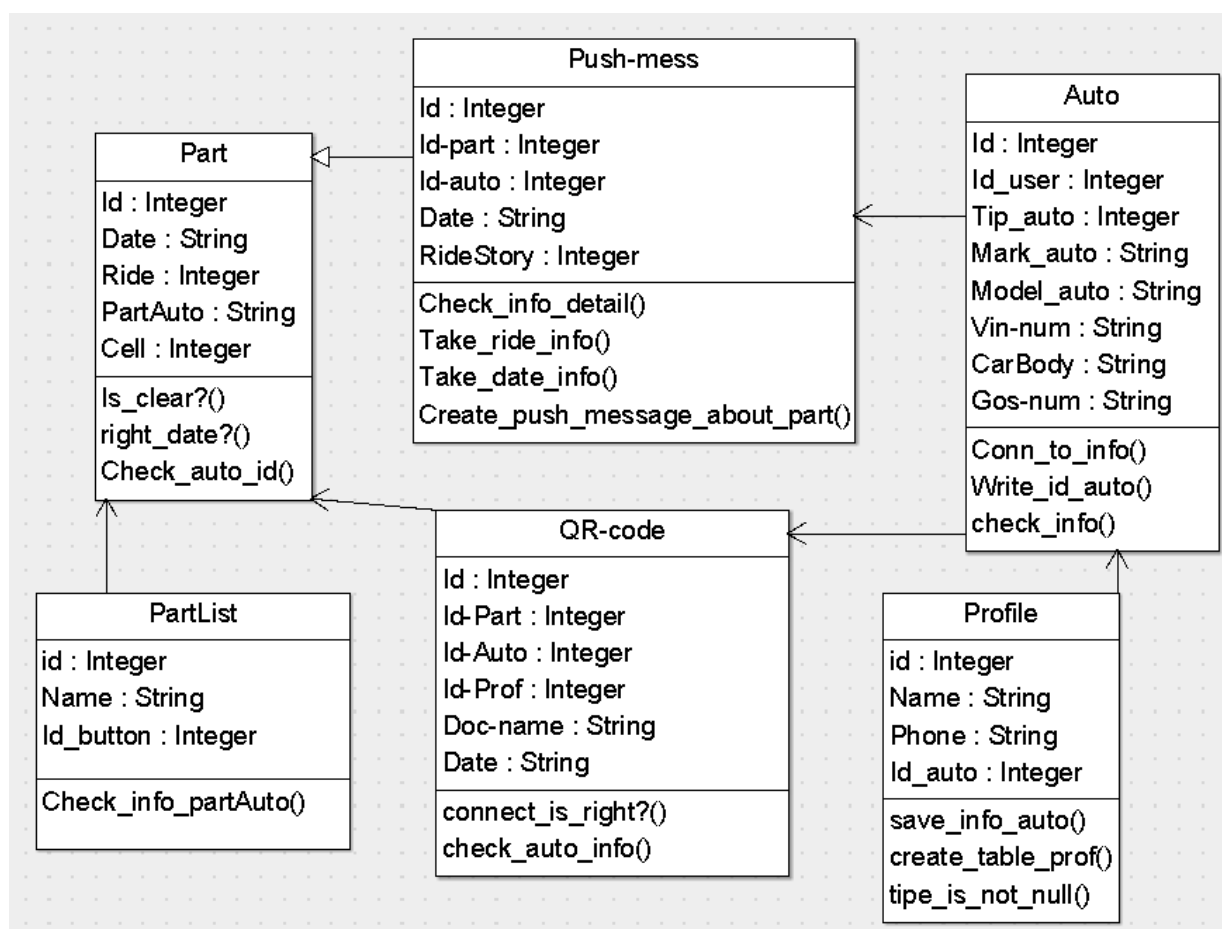 Push-mess
Id : Integer
Id-part : Integer
Id-auto : Integer
Date : String
RideStory : Integer
Check_info_detail()
Take_ride_info()
Take_date_info()
Create_push_message_about_part()
Auto
Id : Integer
Id_user : Integer
Tip_auto : Integer
Mark_auto : String
Model_auto : String
Vin-num : String
CarBody : String
Gos-num : String
Conn_to_info()
Write_id_auto()
check_info()
Part
Id : Integer
Date : String
Ride : Integer
PartAuto : String
Cell : Integer
Is_clear?()
right_date?()
Check_auto_id()
QR-code
Id : Integer
Id-Part : Integer
Id-Auto : Integer
Id-Prof : Integer
Doc-name : String
Date : String
connect_is_right?()
check_auto_info()
PartList
id : Integer
Name : String
Id_button : Integer
Check_info_partAuto()
Profile
id : Integer
Name : String
Phone : String
Id_auto : Integer
save_info_auto()
create_table_prof()
tipe_is_not_null()